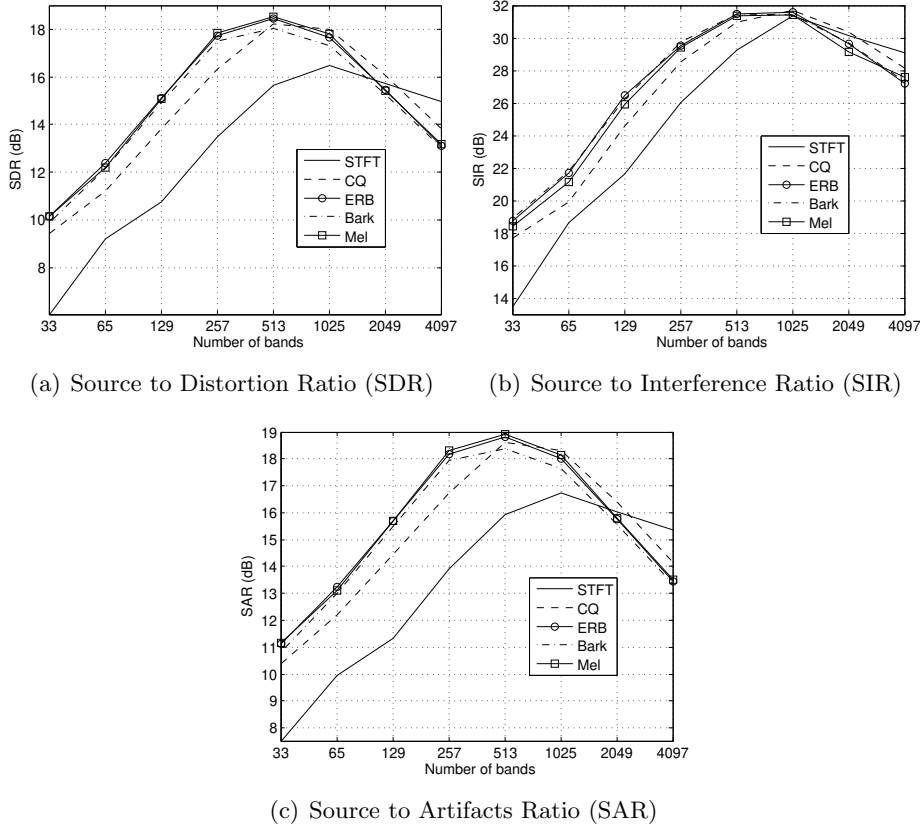 18
16
14
12
10
8
SDR (dB)
STFT
CQ
ERB
Bark
Mel
33 65 129 257 513 1025 2049 4097
Number of bands
(a) Source to Distortion Ratio (SDR)
32
30
28
26
24
22
20
18
16
14
SIR (dB)
STFT
CQ
ERB
Bark
Mel
33 65 129 257 513 1025 2049 4097
Number of bands
(b) Source to Interference Ratio (SIR)
19
18
17
16
15
14
13
12
11
10
9
8
SAR (dB)
STFT
CQ
ERB
Bark
Mel
33 65 129 257 513 1025 2049 4097
Number of bands
(c) Source to Artifacts Ratio (SAR)